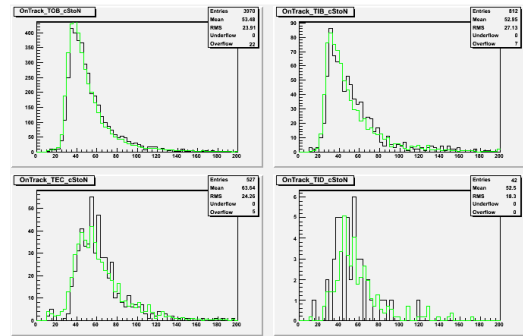 OnTrack_TOB_cStoN
Entries 3970
Mean 53.48
RMS 23.91
Underflow 0
Overflow 22
400
350
300
250
200
150
100
50
0
0 20 40 60 80 100 120 140 160 180 200
OnTrack_TIB_cStoN
Entries 812
Mean 52.95
RMS 27.13
Underflow 0
Overflow 7
90
80
70
60
50
40
30
20
10
0
0 20 40 60 80 100 120 140 160 180 200
OnTrack_TEC_cStoN
Entries 527
Mean 63.04
RMS 24.25
Underflow 0
Overflow 5
50
40
30
20
10
0
0 20 40 60 80 100 120 140 160 180 200
OnTrack_TID_cStoN
Entries 42
Mean 52.5
RMS 18.3
Underflow 0
Overflow 0
6
5
4
3
2
1
0
0 20 40 60 80 100 120 140 160 180 200